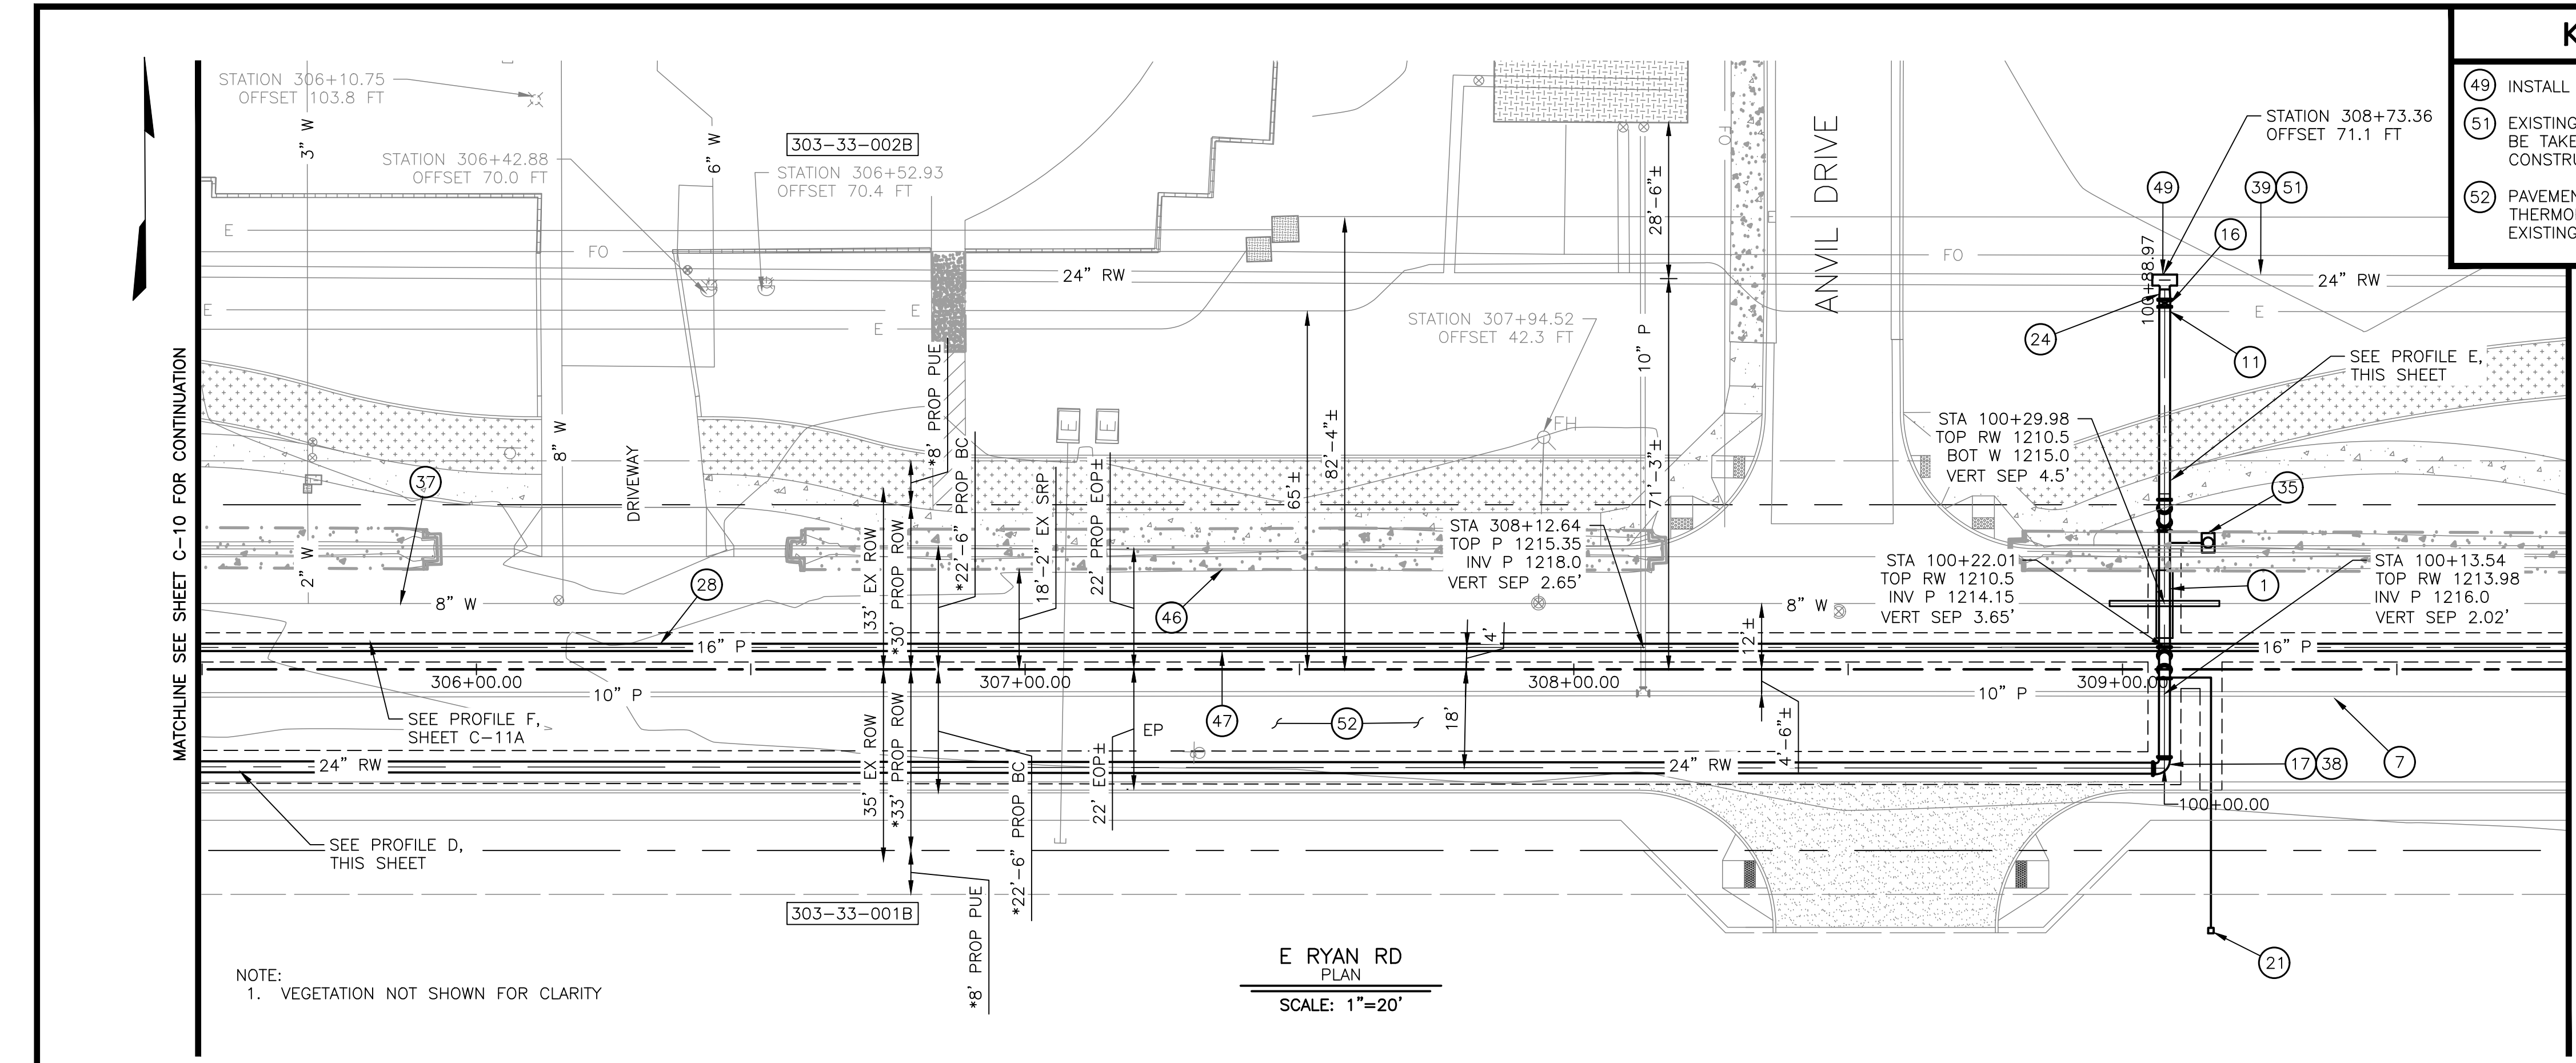 STATION 306+10.75
OFFSET 103.8 FT
3" W
STATION 306+42.88
OFFSET 70.0 FT
6" W
303-33-002B
STATION 306+52.93
OFFSET 70.4 FT
E
FO
24" RW
E
E
E
28'-6"±
FO
ANVIL DRIVE
E
STATION 308+73.36
OFFSET 71.1 FT
49
39
51
16
100+88.97
FO
24" RW
E
24
11
49 INSTALL
51 EXISTING
BE TAKE
CONSTRU
52 PAVEMEN
THERMO
EXISTING
K
STATION 307+94.52
OFFSET 42.3 FT
10" P
MATCHLINE SEE SHEET C-10 FOR CONTINUATION
SEE PROFILE E,
THIS SHEET
STA 100+29.98
TOP RW 1210.5
BOT W 1215.0
VERT SEP 4.5'
35
37
8" W
DRIVEWAY
*8' PROP PUE
*22'-6" PROP BC
18'-2" EX SRP
E
E
22' PROP EOP±
65'±
82'-4"±
FH
71'-3"±
STA 308+12.64
TOP P 1215.35
INV P 1218.0
VERT SEP 2.65'
STA 100+22.01
TOP RW 1210.5
INV P 1214.15
VERT SEP 3.65'
STA 100+13.54
TOP RW 1213.98
INV P 1216.0
VERT SEP 2.02'
1
2" W
8" W
28
33' EX ROW
*30' PROP ROW
46
8" W
16" P
4'
12'±
16" P
306+00.00
307+00.00
308+00.00
309+00.00
10" P
10" P
SEE PROFILE F,
SHEET C-11A
35' EX ROW
*33' PROP ROW
EP
47
52
18'
4'-6"±
7
24" RW
22' EOP±
*22'-6" PROP BC
24" RW
17
38
100+00.00
SEE PROFILE D,
THIS SHEET
303-33-001B
*8' PROP PUE
21
NOTE:
1. VEGETATION NOT SHOWN FOR CLARITY
E RYAN RD
PLAN
SCALE: 1"=20'